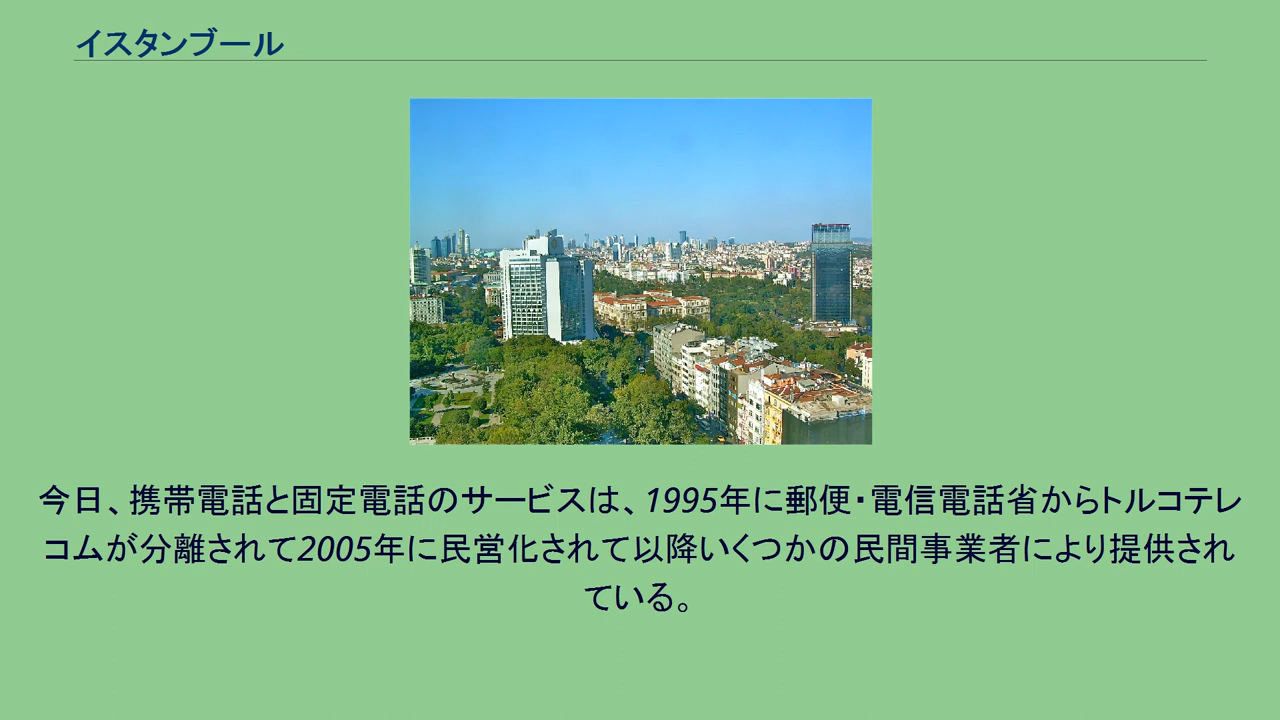 イスタンブール
今日、携帯電話と固定電話のサービスは、1995年に郵便・電信電話省からトルコテレ
コムが分離されて2005年に民営化されて以降いくつかの民間事業者により提供され
ている。